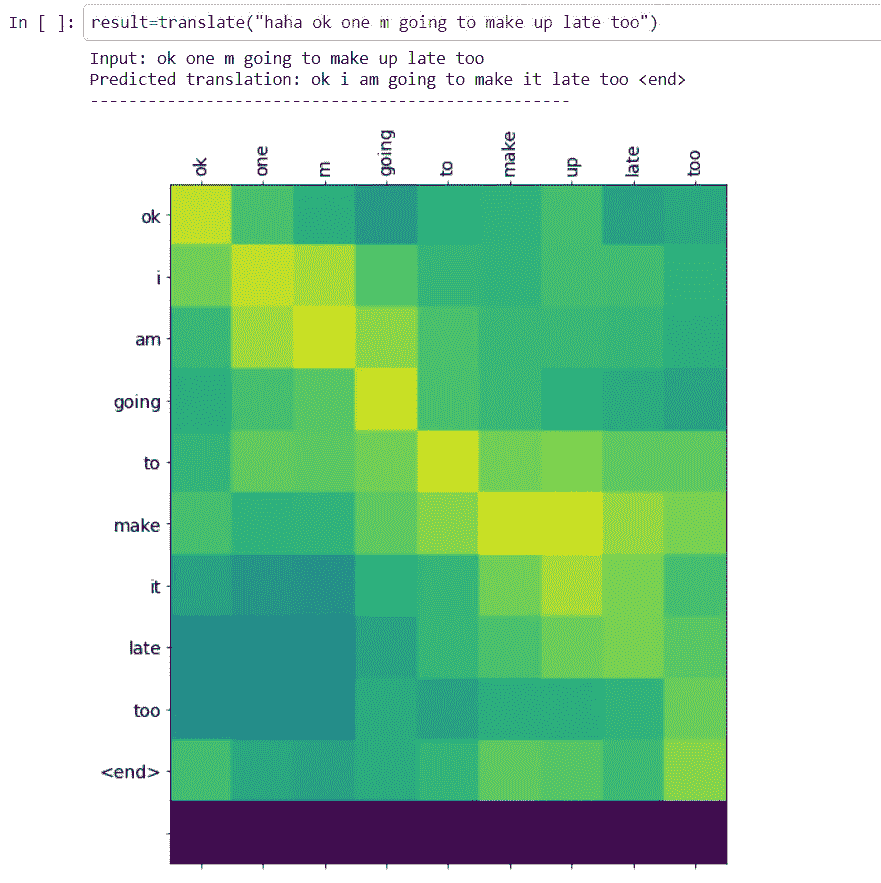 In [ ]: result=translate("haha ok one m going to make up late too")
Input: ok one m going to make up late too
Predicted translation: ok i am going to make it late too <end>
--------------------------------------------------
ok one m going to make up late too
ok
i
am
going
to
make
it
late
too
<end>